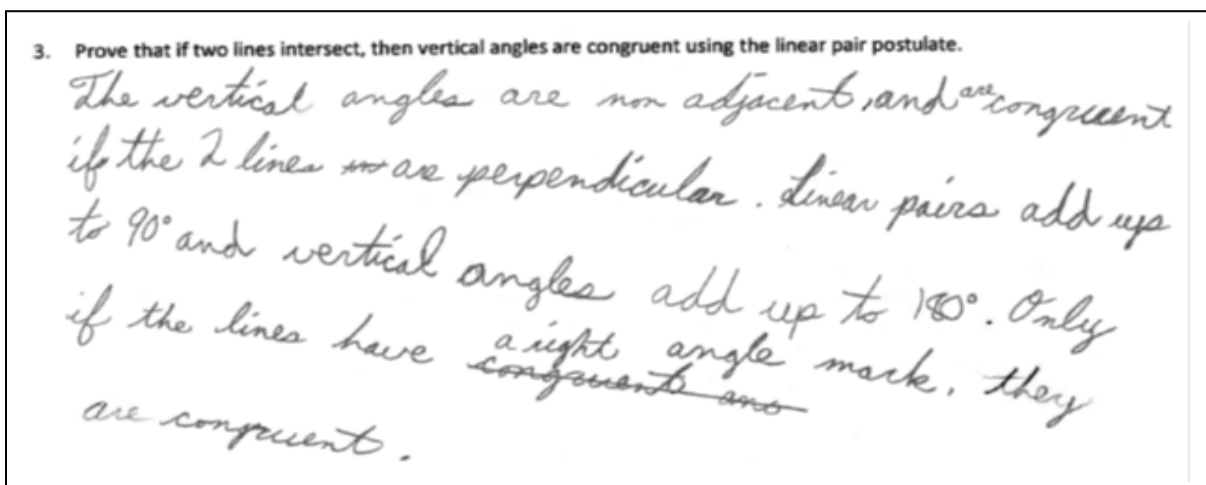 3. Prove that if two lines intersect, then vertical angles are congruent using the linear pair postulate.
The vertical angles are non adjacent, and are congruent
if the 2 lines are perpendicular. Linear pairs add up
to 90° and vertical angles add up to 180°. Only
if the lines have a right angle mark, they
congruent ang
are congruent.